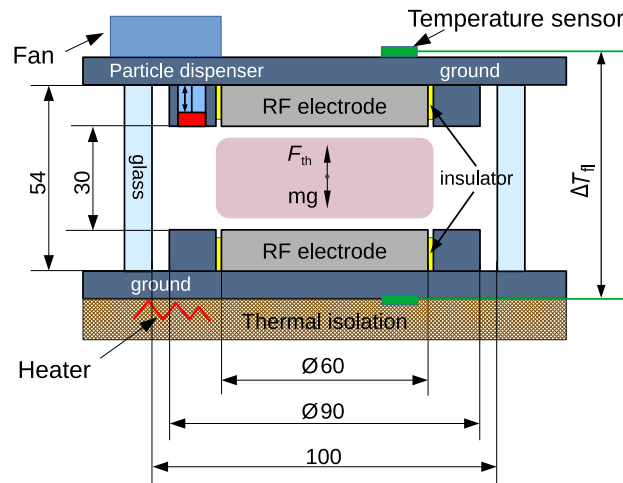 Temperature sensor
Fan
Particle dispenser
ground
RF electrode
F_th
mg
glass
54
30
insulator
ΔT_fl
RF electrode
ground
Thermal isolation
Heater
Ø60
Ø90
100